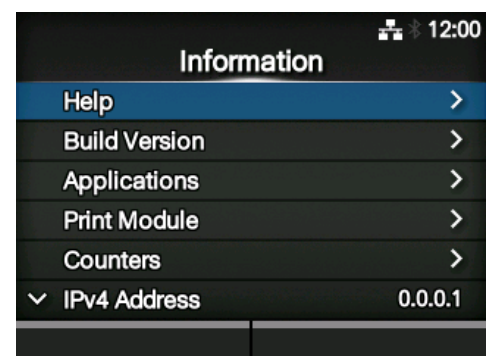 12:00
Information
Help
Build Version
Applications
Print Module
Counters
IPv4 Address 0.0.0.1